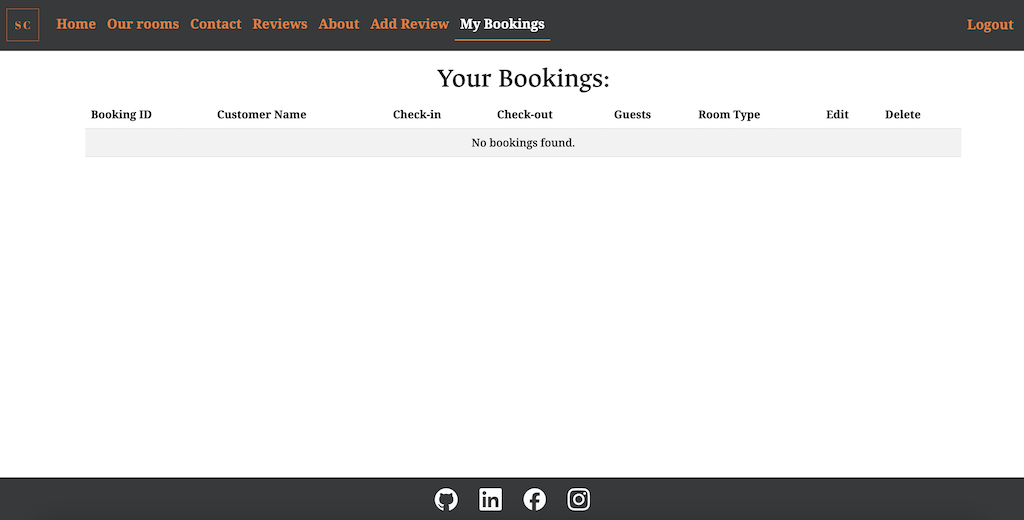 SC Home Our rooms Contact Reviews About Add Review My Bookings Logout
Your Bookings:
Booking ID Customer Name Check-in Check-out Guests Room Type Edit Delete
No bookings found.